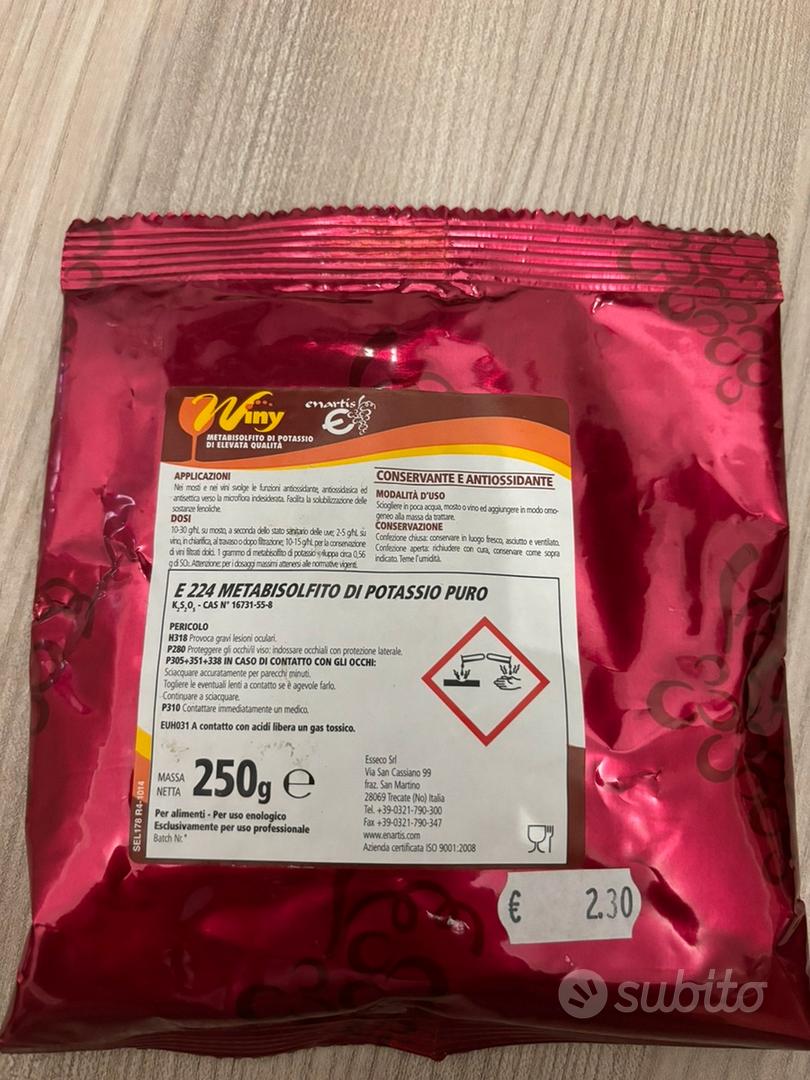 Winy
enartis
METABISOLFITO DI POTASSIO
DI ELEVATA QUALITÀ
APPLICAZIONI
Nei mosti e nei vini svolge le funzioni antiossidante, antiossidasica ed
antisettica verso la microflora indesiderata. Facilita la solubilizzazione delle
sostanze fenoliche.
DOSI
10-30 g/hL su mosto, a seconda dello stato sanitario delle uve; 2-5 g/hL su
vino, in chiarifica, al travaso o dopo filtrazione; 10-15 g/hL per la conservazione
di vini filtrati dolci. 1 grammo di metabisolfito di potassio sviluppa circa 0,56
g di SO₂. Attenzione: per i dosaggi massimi attenersi alle normative vigenti.
CONSERVANTE E ANTIOSSIDANTE
MODALITÀ D'USO
Sciogliere in poca acqua, mosto o vino ed aggiungere in modo omo-
geneo alla massa da trattare.
CONSERVAZIONE
Confezione chiusa: conservare in luogo fresco, asciutto e ventilato.
Confezione aperta: richiudere con cura, conservare come sopra
indicato. Teme l'umidità.
E 224 METABISOLFITO DI POTASSIO PURO
K₂S₂O₅ - CAS N° 16731-55-8
PERICOLO
H318 Provoca gravi lesioni oculari.
P280 Proteggere gli occhi/il viso: indossare occhiali con protezione laterale.
P305+351+338 IN CASO DI CONTATTO CON GLI OCCHI:
Sciacquare accuratamente per parecchi minuti.
Togliere le eventuali lenti a contatto se è agevole farlo.
Continuare a sciacquare.
P310 Contattare immediatamente un medico.
EUH031 A contatto con acidi libera un gas tossico.
MASSA
NETTA
250g ℮
Per alimenti - Per uso enologico
Esclusivamente per uso professionale
Batch Nr.*
Esseco Srl
Via San Cassiano 99
fraz. San Martino
28069 Trecate (No) Italia
Tel. +39-0321-790-300
Fax +39-0321-790-347
www.enartis.com
Azienda certificata ISO 9001:2008
SEL178 R4-1014
€ 2.30
subito